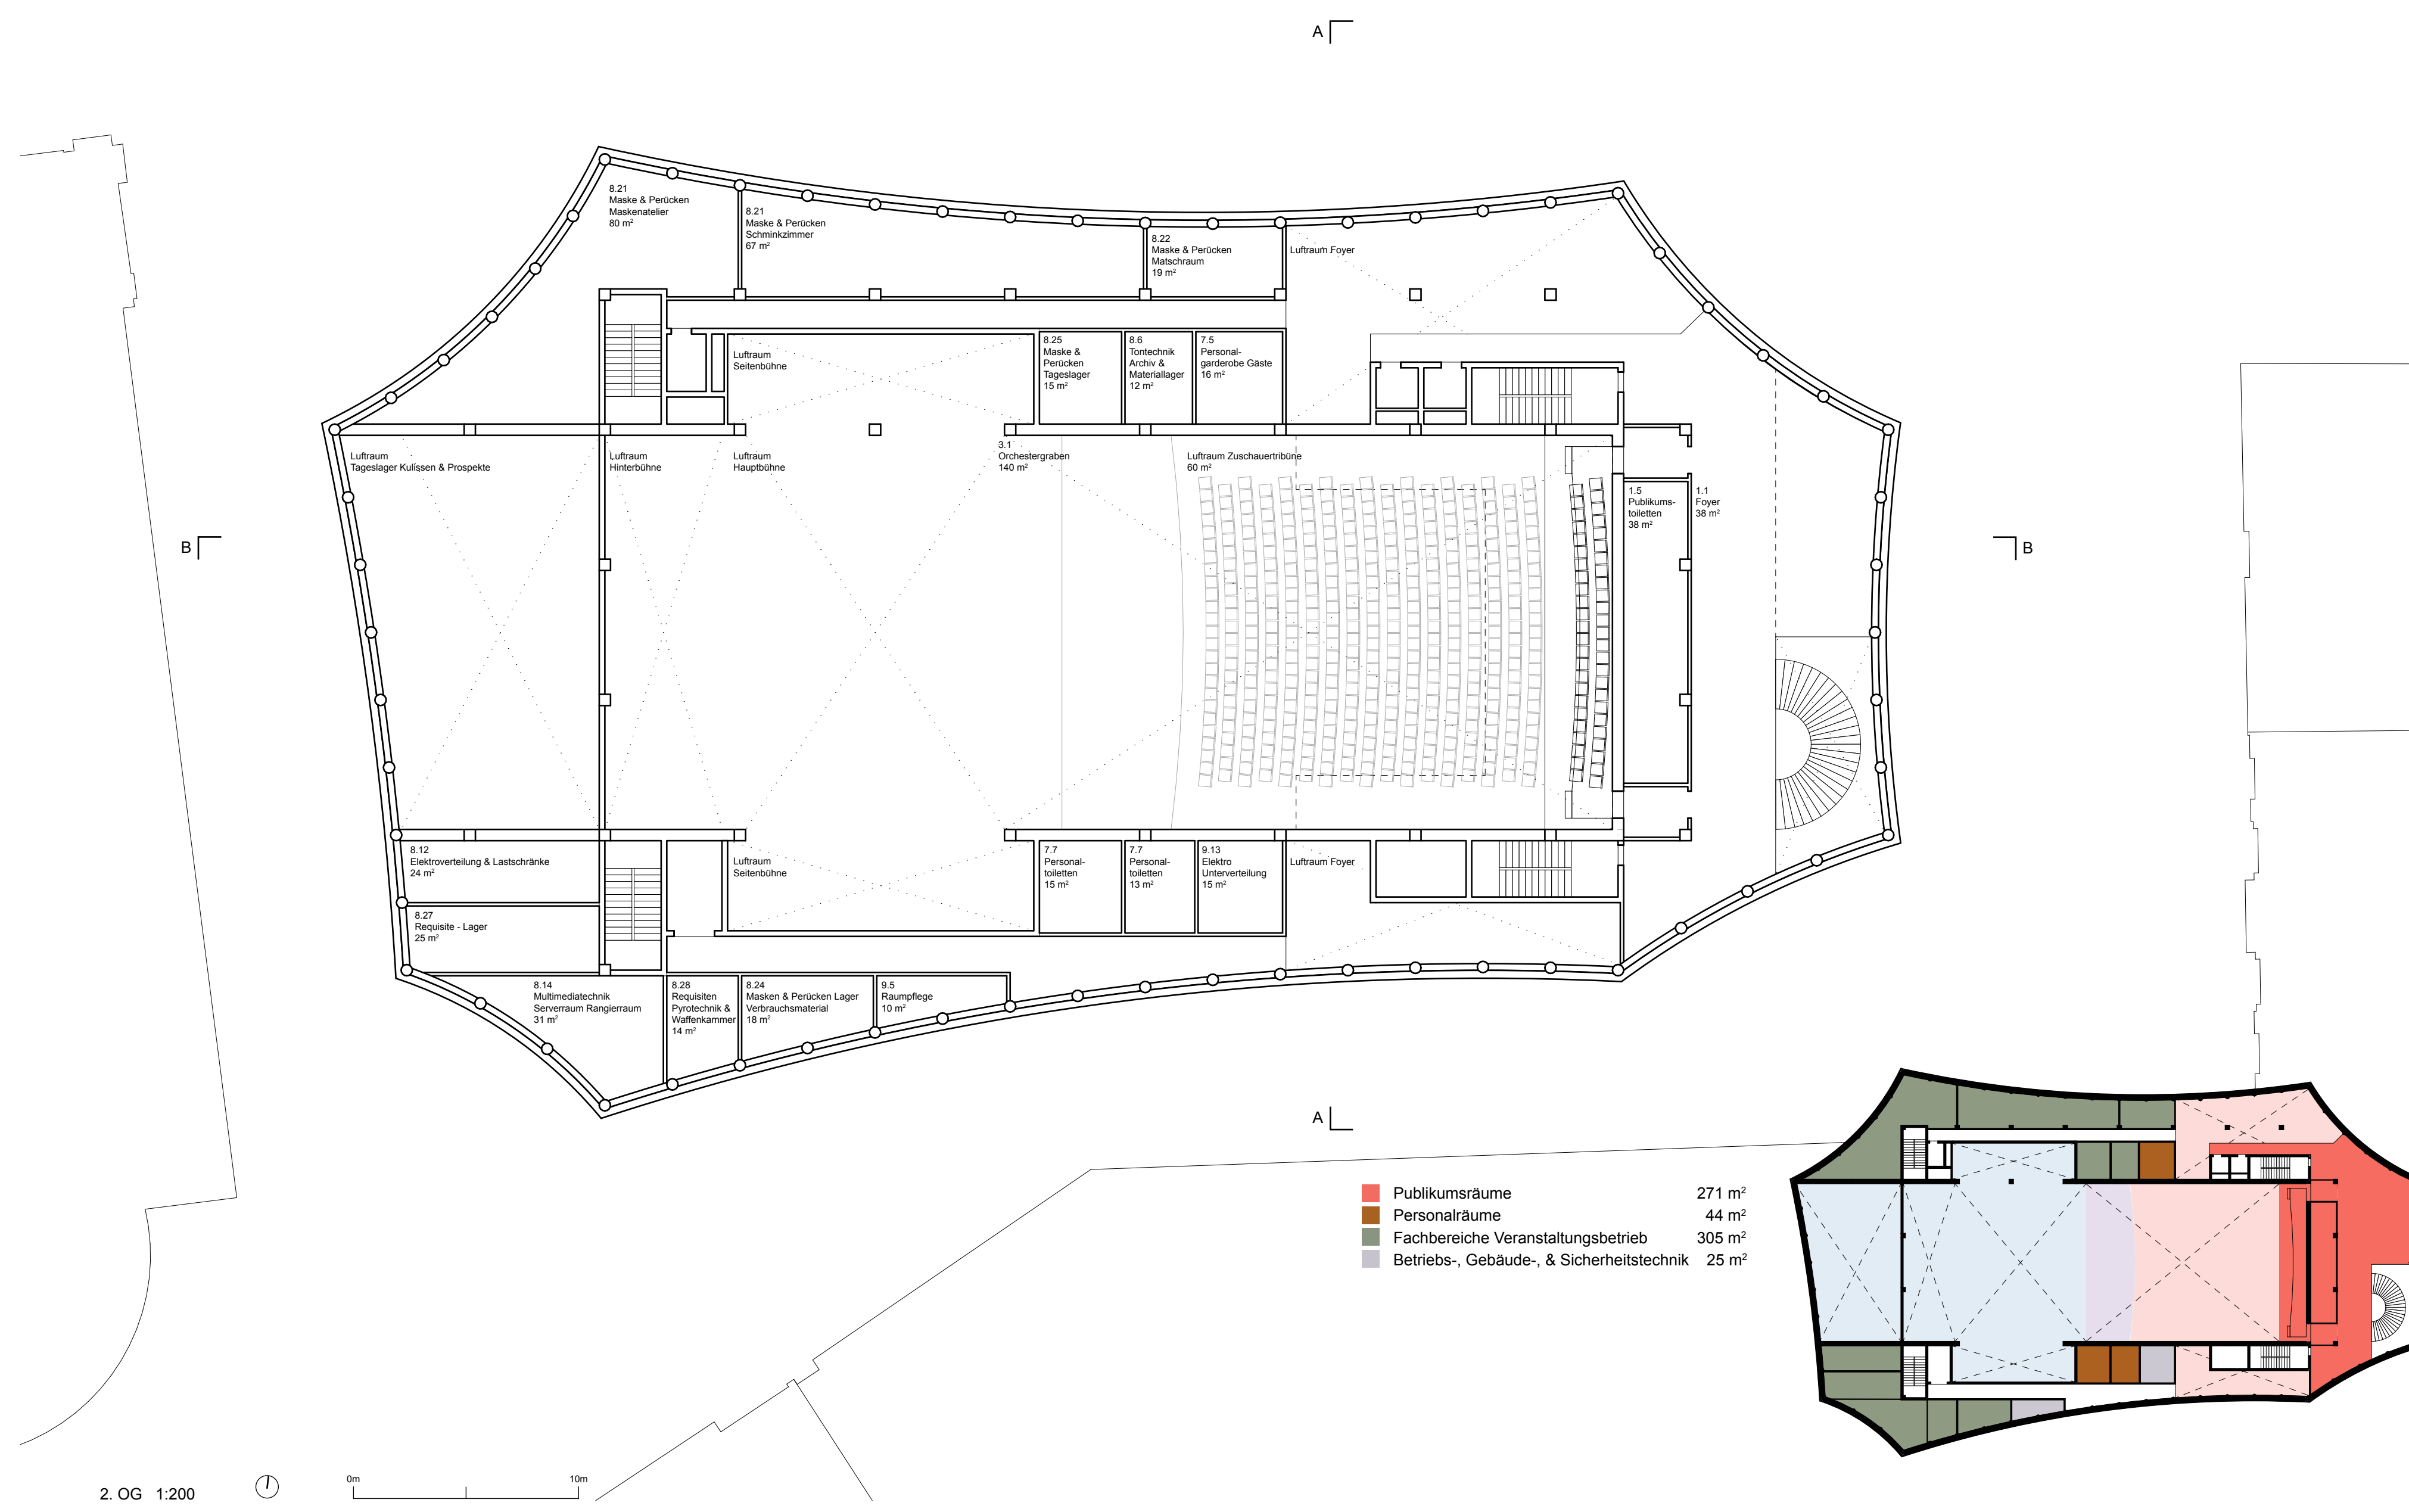 A
8.21
Maske & Perücken
Maskenatelier
80 m²
8.21
Maske & Perücken
Schminkzimmer
67 m²
8.22
Maske & Perücken
Matschraum
19 m²
Luftraum Foyer
Luftraum
Seitenbühne
8.25
Maske &
Perücken
Tageslager
15 m²
8.6
Tontechnik
Archiv &
Materiallager
12 m²
7.5
Personal-
garderobe Gäste
16 m²
Luftraum
Tageslager Kulissen & Prospekte
Luftraum
Hinterbühne
Luftraum
Hauptbühne
3.1
Orchestergraben
140 m²
Luftraum Zuschauertribüne
60 m²
1.5
Publikums-
toiletten
38 m²
1.1
Foyer
38 m²
B
B
8.12
Elektroverteilung & Lastschränke
24 m²
Luftraum
Seitenbühne
7.7
Personal-
toiletten
15 m²
7.7
Personal-
toiletten
13 m²
9.13
Elektro
Unterverteilung
15 m²
Luftraum Foyer
8.27
Requisite - Lager
25 m²
8.14
Multimediatechnik
Serverraum Rangierraum
31 m²
8.28
Requisiten
Pyrotechnik &
Waffenkammer
14 m²
8.24
Masken & Perücken Lager
Verbrauchsmaterial
18 m²
9.5
Raumpflege
10 m²
A
Publikumsräume 271 m²
Personalräume 44 m²
Fachbereiche Veranstaltungsbetrieb 305 m²
Betriebs-, Gebäude-, & Sicherheitstechnik 25 m²
2. OG 1:200
0m 10m